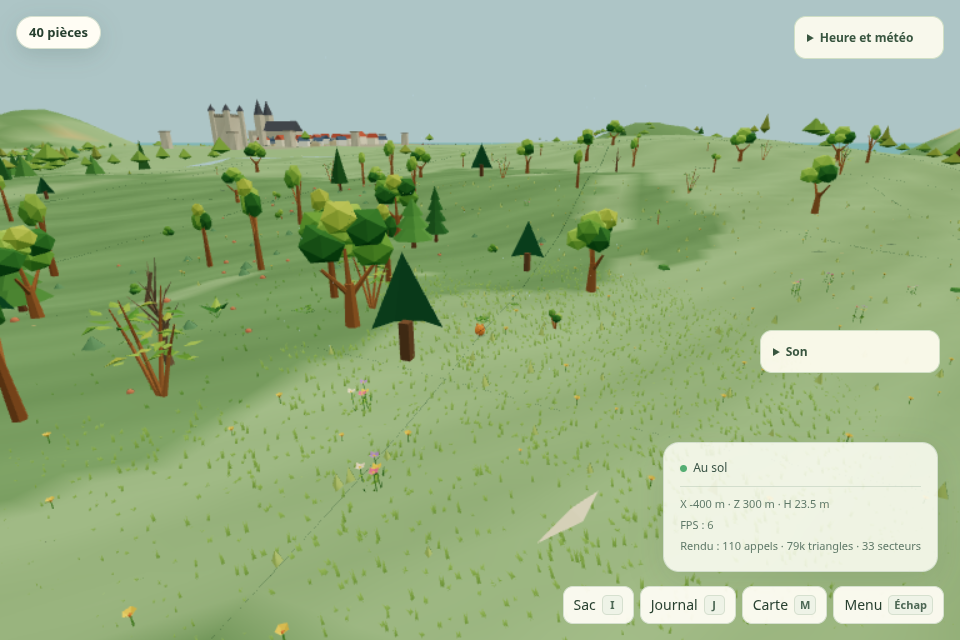 40 pièces
Heure et météo
Son
Au sol
X -400 m · Z 300 m · H 23.5 m
FPS : 6
Rendu : 110 appels · 79k triangles · 33 secteurs
Sac I
Journal J
Carte M
Menu Échap